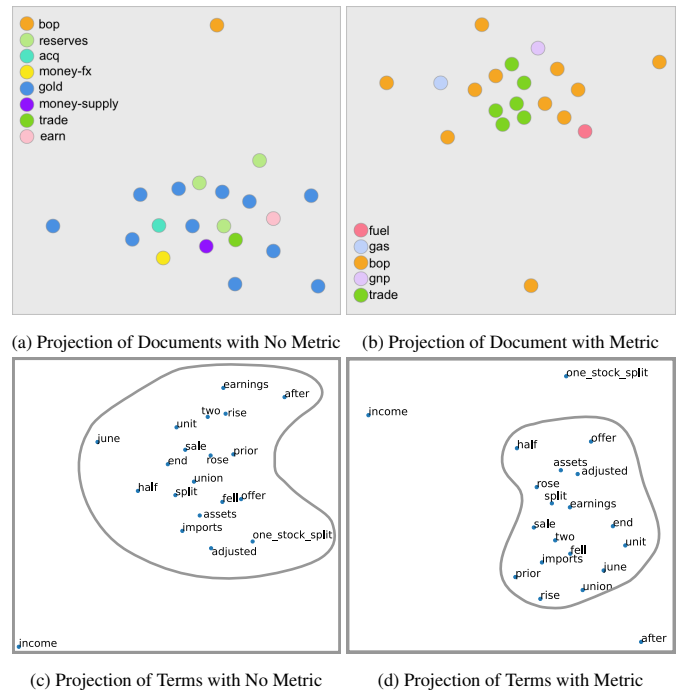 bop
reserves
acq
money-fx
gold
money-supply
trade
earn
fuel
gas
bop
gnp
trade
(a) Projection of Documents with No Metric
(b) Projection of Document with Metric
earnings
after
two
rise
unit
june
sale
prior
end
rose
union
half
split
fell
offer
assets
imports
one_stock_split
adjusted
income
one_stock_split
income
half
offer
assets
adjusted
rose
split
earnings
sale
end
two
unit
fell
imports
june
prior
union
rise
after
(c) Projection of Terms with No Metric
(d) Projection of Terms with Metric